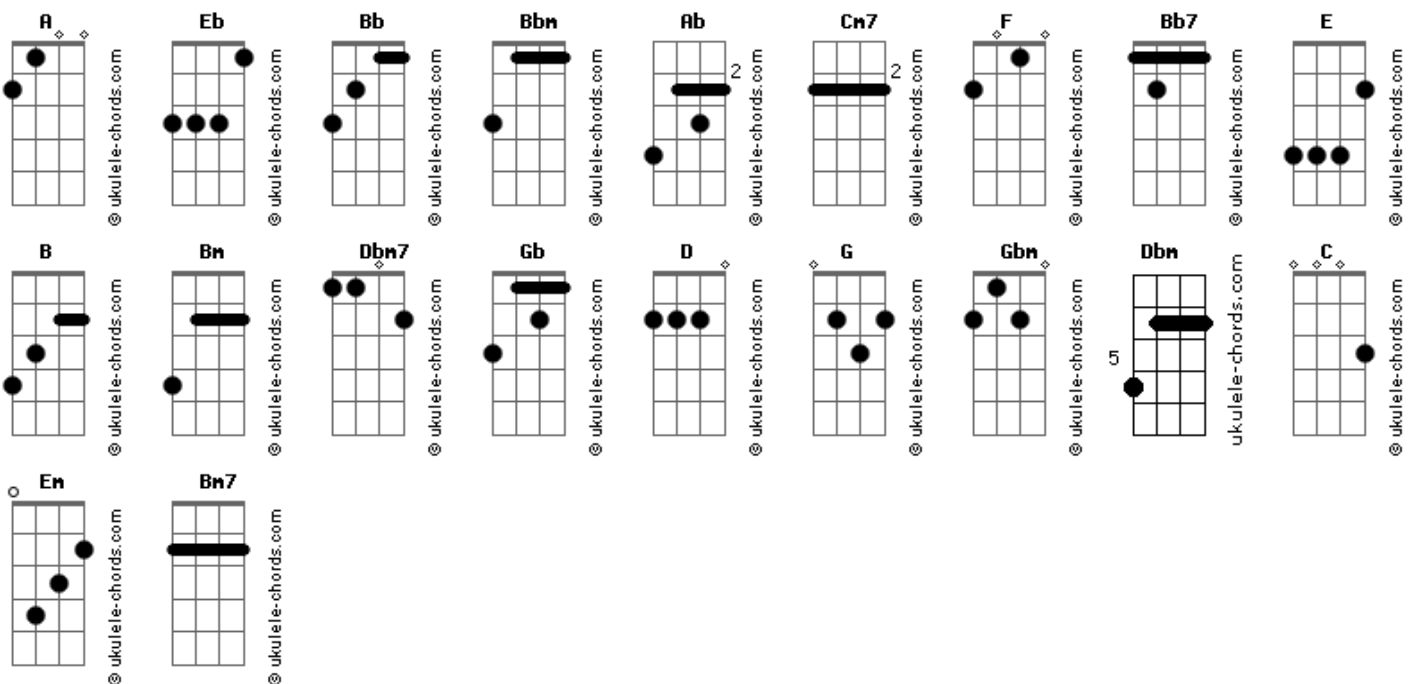 A Eb Bb Bbm Ab Cm7 F Bb7 E
2 2
© ukulele-chords.com © ukulele-chords.com © ukulele-chords.com © ukulele-chords.com © ukulele-chords.com © ukulele-chords.com © ukulele-chords.com © ukulele-chords.com © ukulele-chords.com
B Bm Dbm7 Gb D G Gbm Dbm C
5
© ukulele-chords.com © ukulele-chords.com © ukulele-chords.com © ukulele-chords.com © ukulele-chords.com © ukulele-chords.com © ukulele-chords.com ukulele-chords.com © ukulele-chords.com
Em Bm7
© ukulele-chords.com © ukulele-chords.com